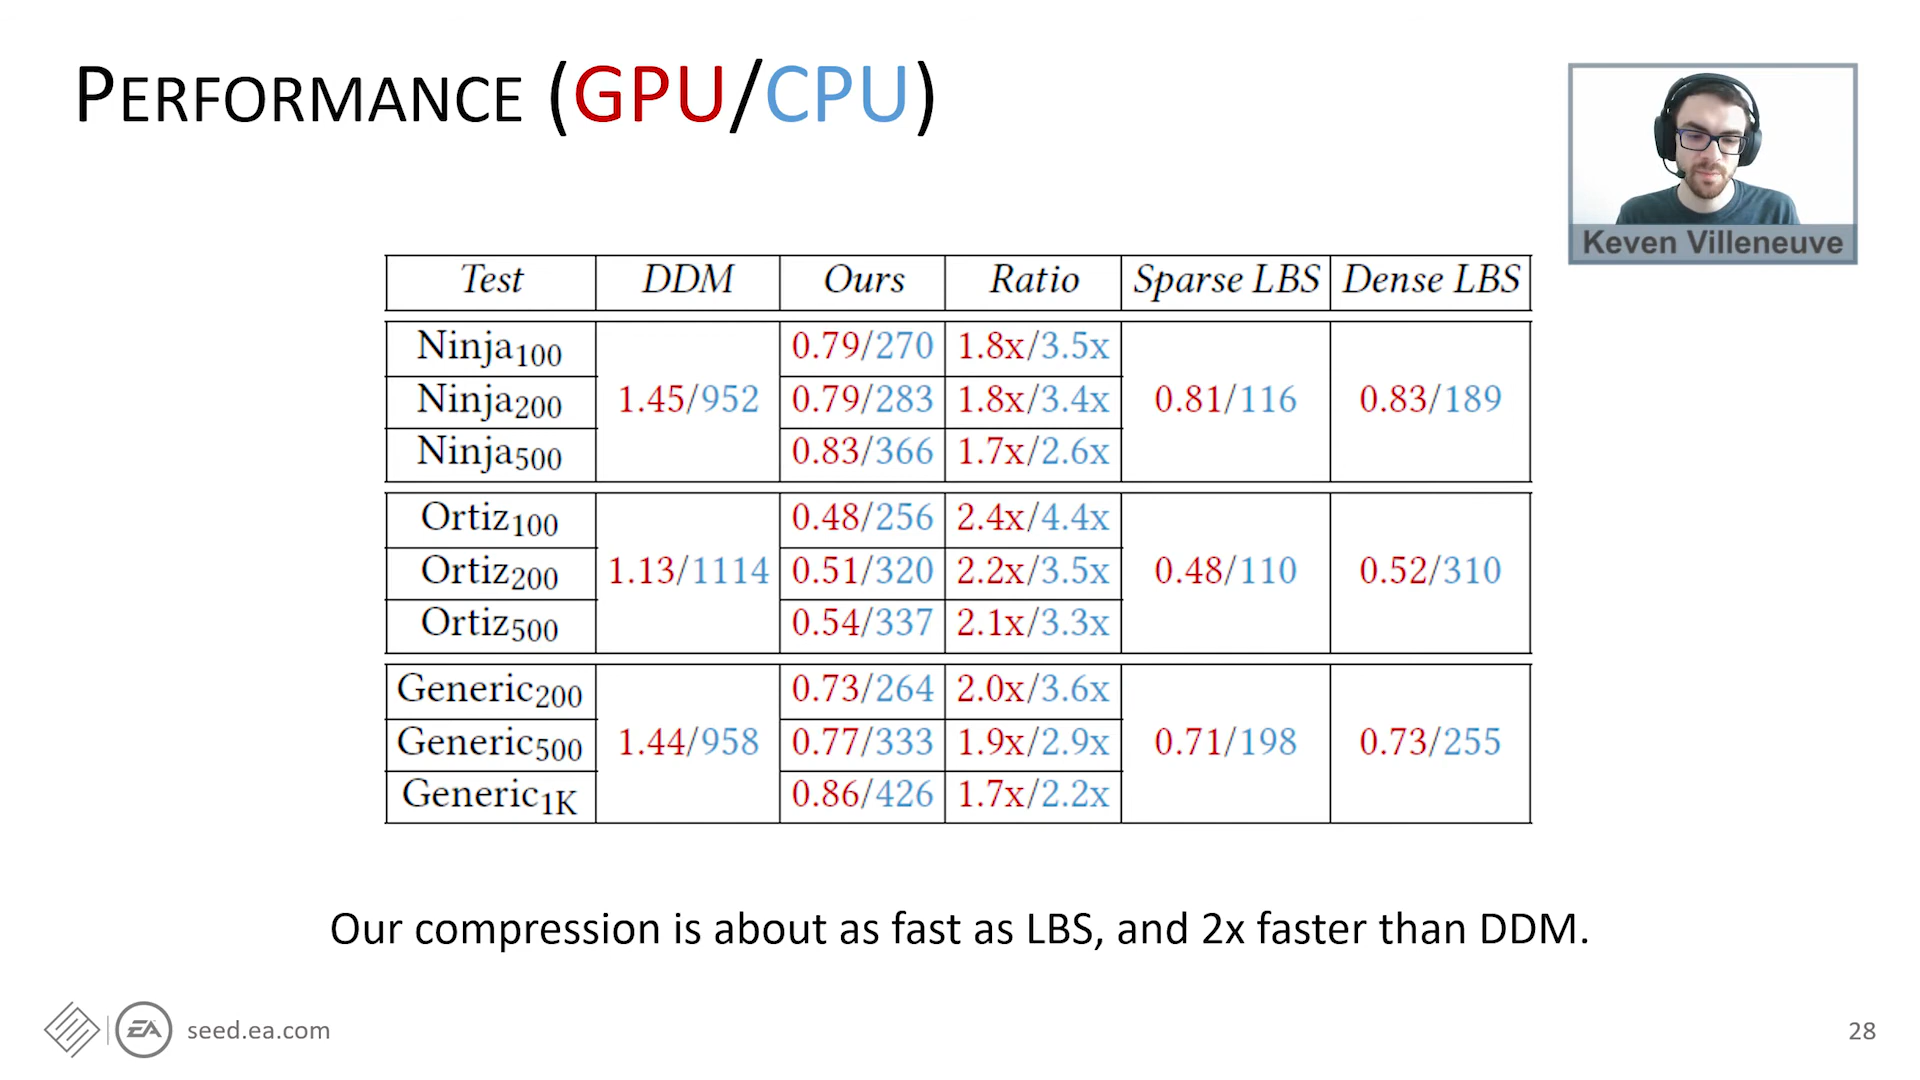 PERFORMANCE (GPU/CPU)
Keven Villeneuve
Test DDM Ours Ratio Sparse LBS Dense LBS
Ninja100 0.79/270 1.8x/3.5x
Ninja200 1.45/952 0.79/283 1.8x/3.4x 0.81/116 0.83/189
Ninja500 0.83/366 1.7x/2.6x
Ortiz100 0.48/256 2.4x/4.4x
Ortiz200 1.13/1114 0.51/320 2.2x/3.5x 0.48/110 0.52/310
Ortiz500 0.54/337 2.1x/3.3x
Generic200 0.73/264 2.0x/3.6x
Generic500 1.44/958 0.77/333 1.9x/2.9x 0.71/198 0.73/255
Generic1K 0.86/426 1.7x/2.2x
Our compression is about as fast as LBS, and 2x faster than DDM.
EA seed.ea.com
28